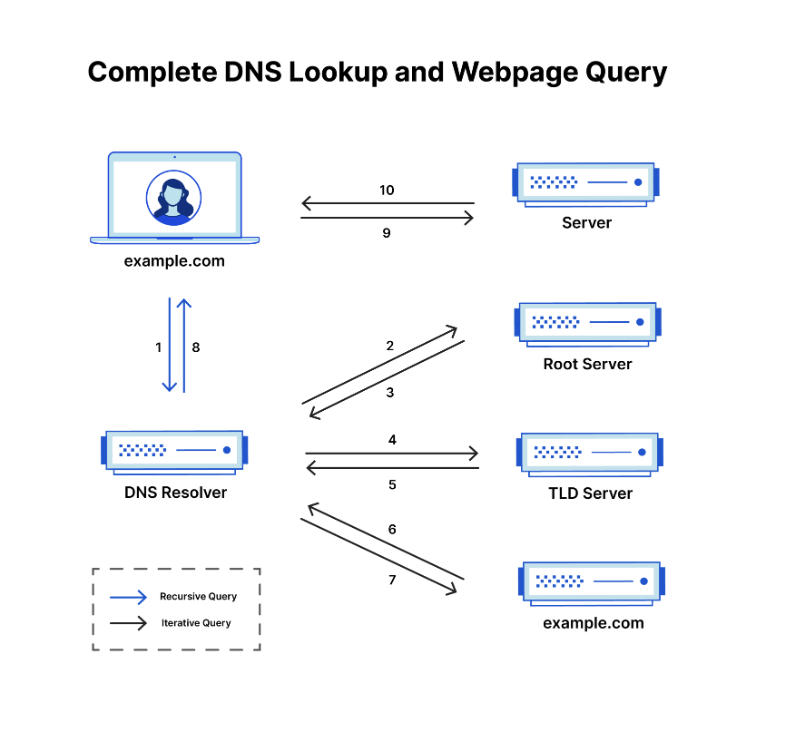 Complete DNS Lookup and Webpage Query
10
9
Server
example.com
1
8
2
3
Root Server
4
5
DNS Resolver
TLD Server
6
7
example.com
Recursive Query
Iterative Query